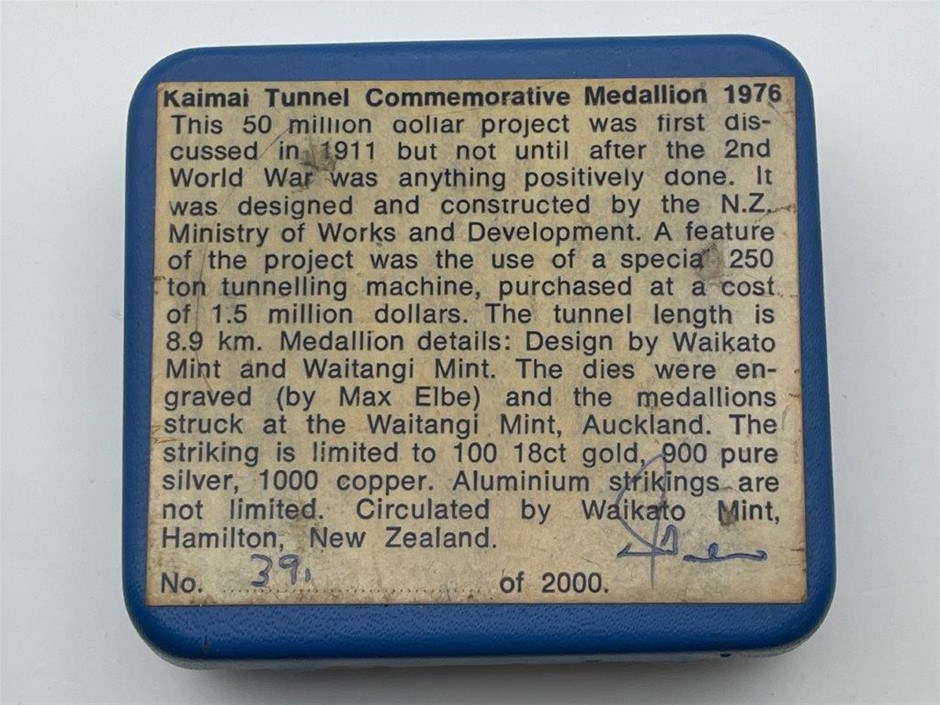 Kaimai Tunnel Commemorative Medallion 1976
This 50 million dollar project was first dis-
cussed in 1911 but not until after the 2nd
World War was anything positively done. It
was designed and constructed by the N.Z.
Ministry of Works and Development. A feature
of the project was the use of a special 250
ton tunnelling machine, purchased at a cost
of 1.5 million dollars. The tunnel length is
8.9 km. Medallion details: Design by Waikato
Mint and Waitangi Mint. The dies were en-
graved (by Max Elbe) and the medallions
struck at the Waitangi Mint, Auckland. The
striking is limited to 100 18ct gold, 900 pure
silver, 1000 copper. Aluminium strikings are
not limited. Circulated by Waikato Mint,
Hamilton, New Zealand.
No. 39. of 2000.